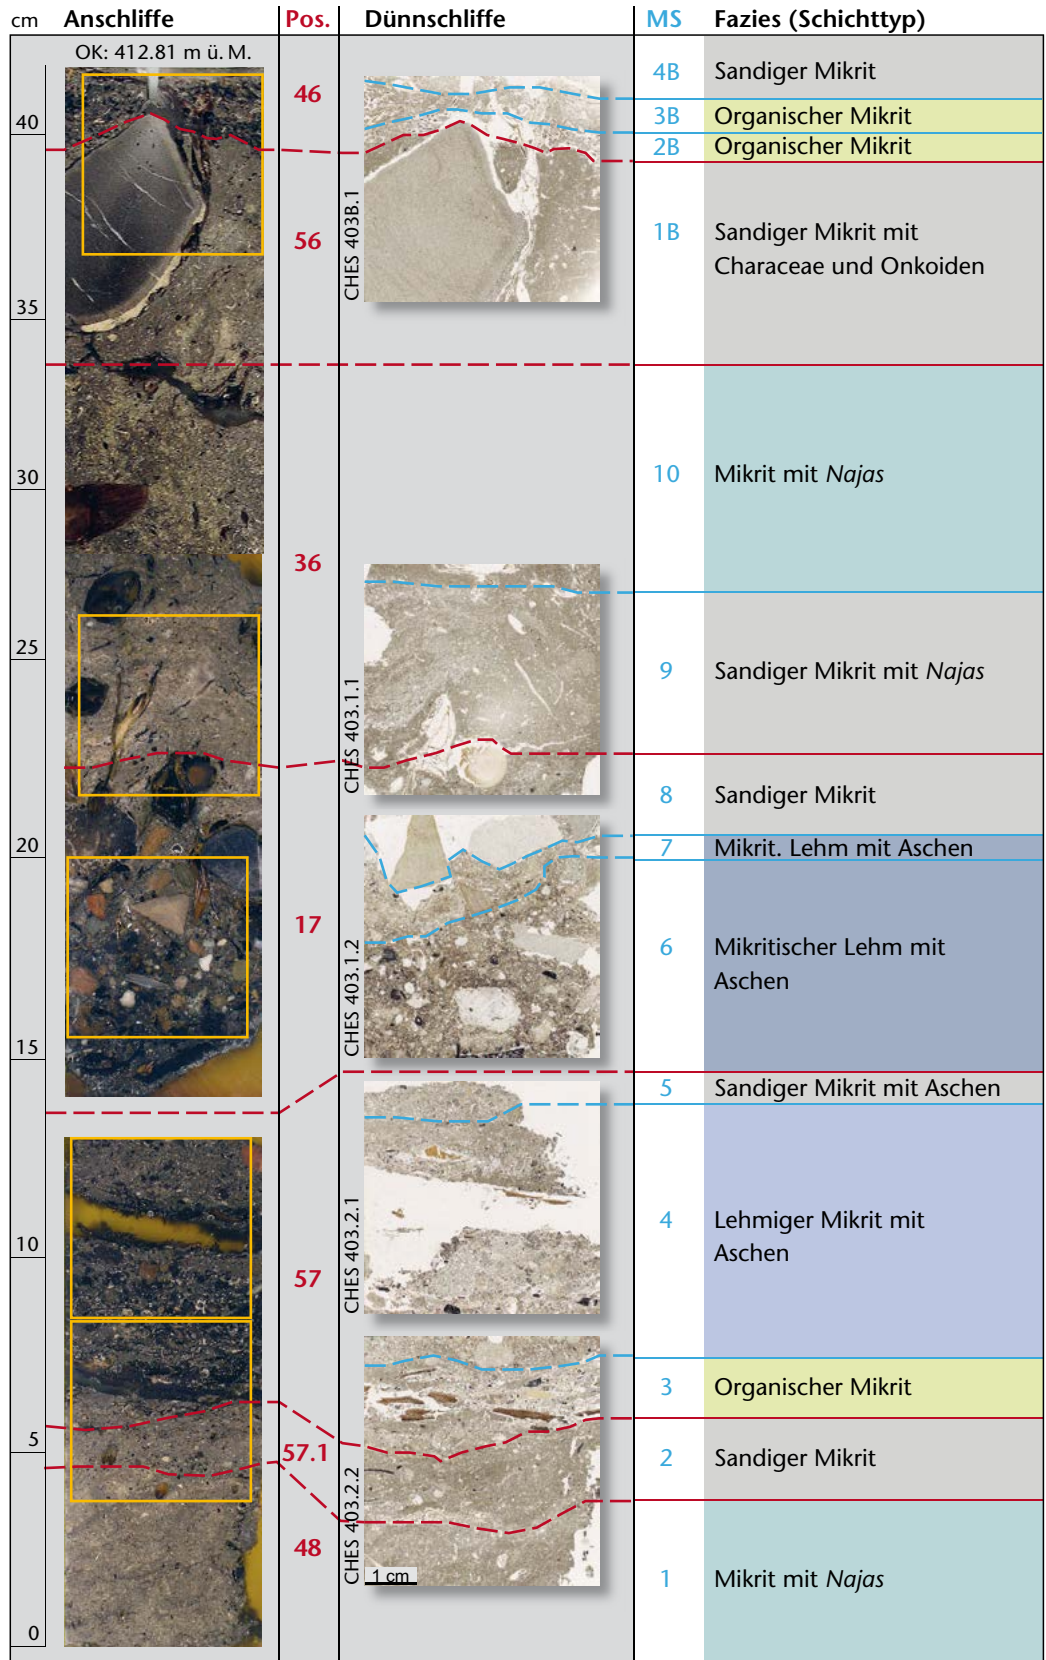 cm Anschliffe Pos. Dünnschliffe MS Fazies (Schichttyp)
OK: 412.81 m ü. M.
4B Sandiger Mikrit
46
3B Organischer Mikrit
40
2B Organischer Mikrit
CHES 403B.1
56
1B Sandiger Mikrit mit
Characeae und Onkoiden
35
30
10 Mikrit mit Najas
36
25
CHES 403.1.1
9 Sandiger Mikrit mit Najas
8 Sandiger Mikrit
20
7 Mikrit. Lehm mit Aschen
17
CHES 403.1.2
6 Mikritischer Lehm mit
Aschen
15
5 Sandiger Mikrit mit Aschen
CHES 403.2.1
4 Lehmiger Mikrit mit
Aschen
10
57
3 Organischer Mikrit
5
57.1
2 Sandiger Mikrit
CHES 403.2.2
48
1 cm
1 Mikrit mit Najas
0